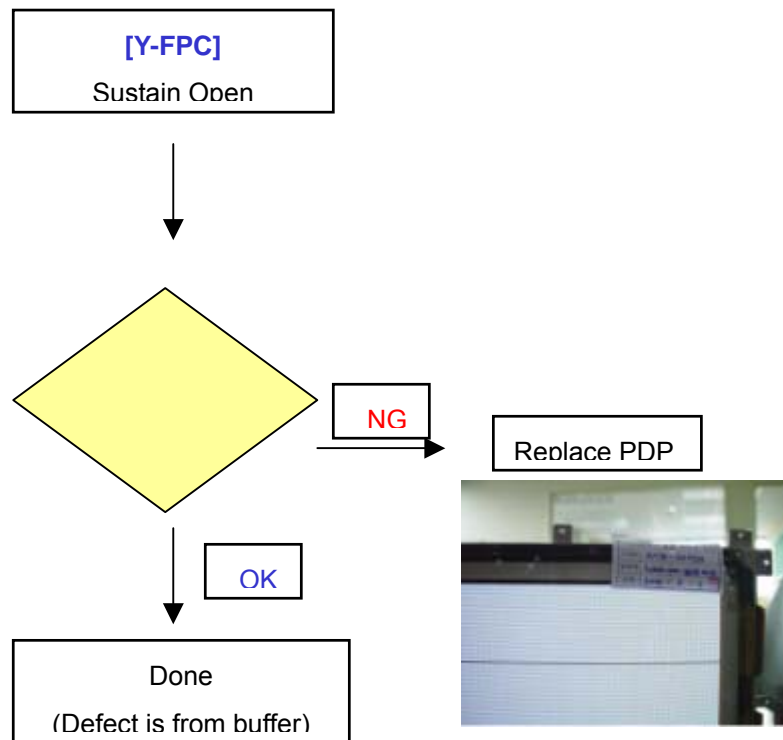 [Y-FPC]
Sustain Open
NG
Replace PDP
OK
Done
(Defect is from buffer)